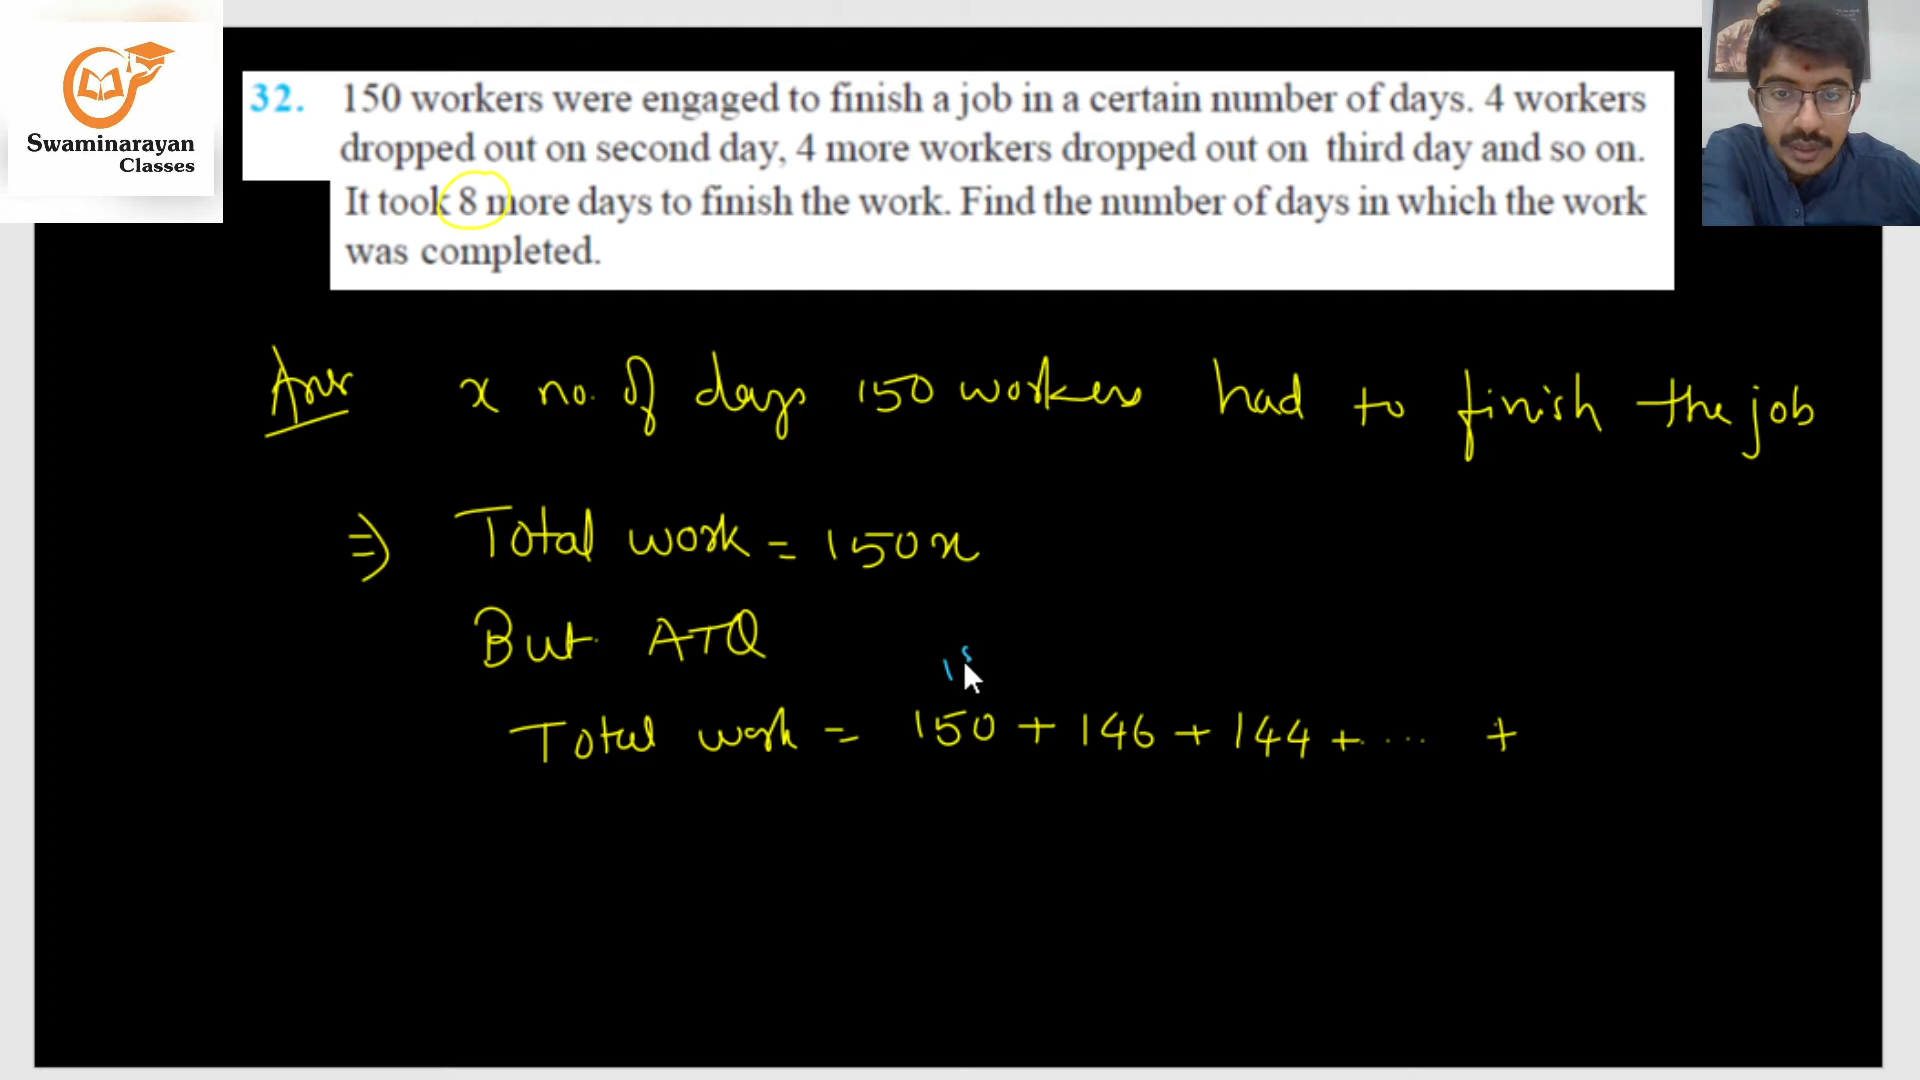 Swaminarayan
Classes
32. 150 workers were engaged to finish a job in a certain number of days. 4 workers
dropped out on second day, 4 more workers dropped out on third day and so on.
It took 8 more days to finish the work. Find the number of days in which the work
was completed.
Ans x no. of days 150 workers had to finish the job
⇒ Total work = 150x
But ATQ
1s
Total work = 150 + 146 + 144 + ... +